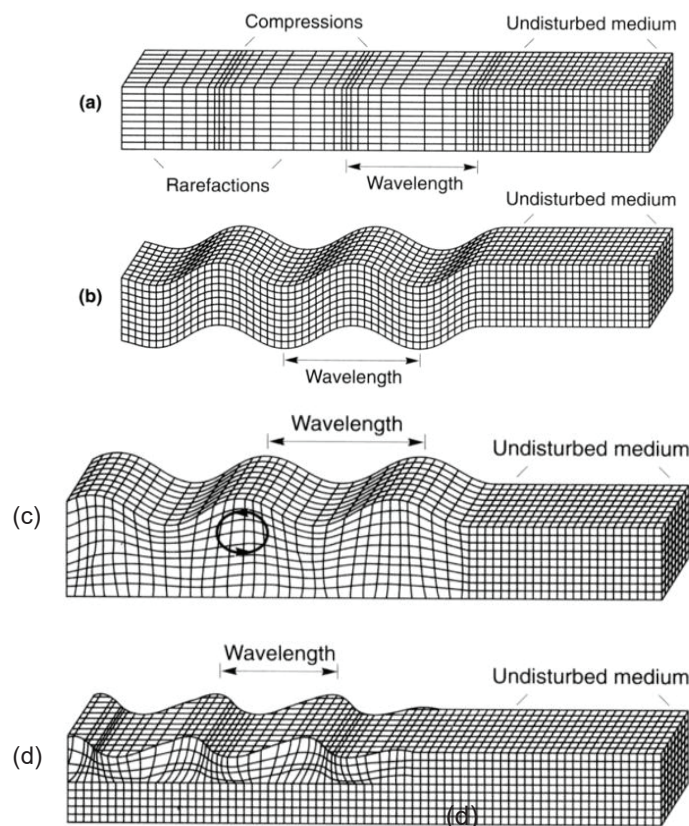 Compressions Undisturbed medium
(a)
Rarefactions Wavelength
Undisturbed medium
(b)
Wavelength
Wavelength
Undisturbed medium
(c)
Wavelength
Undisturbed medium
(d)
(d)